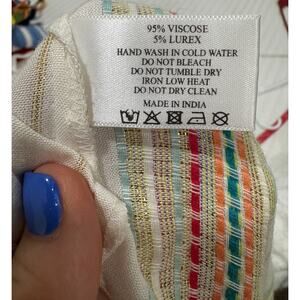 95% VISCOSE
5% LUREX
HAND WASH IN COLD WATER
DO NOT BLEACH
DO NOT TUMBLE DRY
IRON LOW HEAT
DO NOT DRY CLEAN
MADE IN INDIA